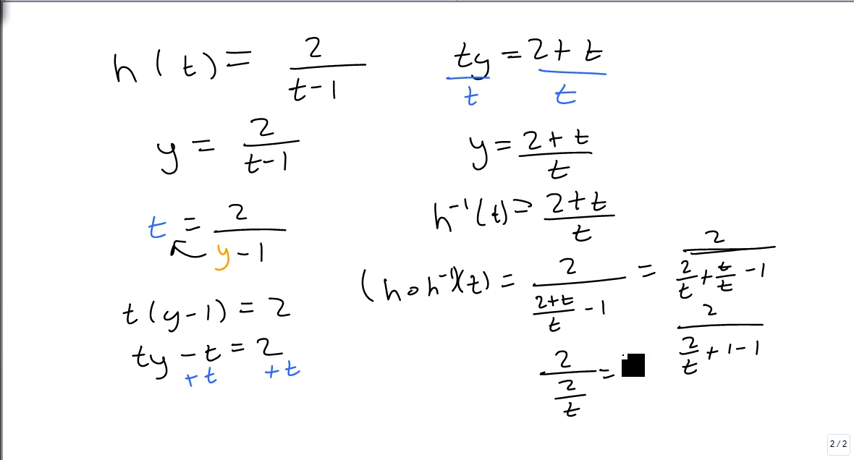 h(t) = 2/(t-1)
y = 2/(t-1)
t = 2/(y-1)
t(y-1) = 2
ty - t = 2
+t +t
ty = 2+t
t t
y = (2+t)/t
h⁻¹(t) = (2+t)/t
(h∘h⁻¹)(t) = 2/((2+t)/t - 1) = 2/(2/t + t/t - 1)
2/(2/t + 1 - 1)
2/(2/t) =
2/2